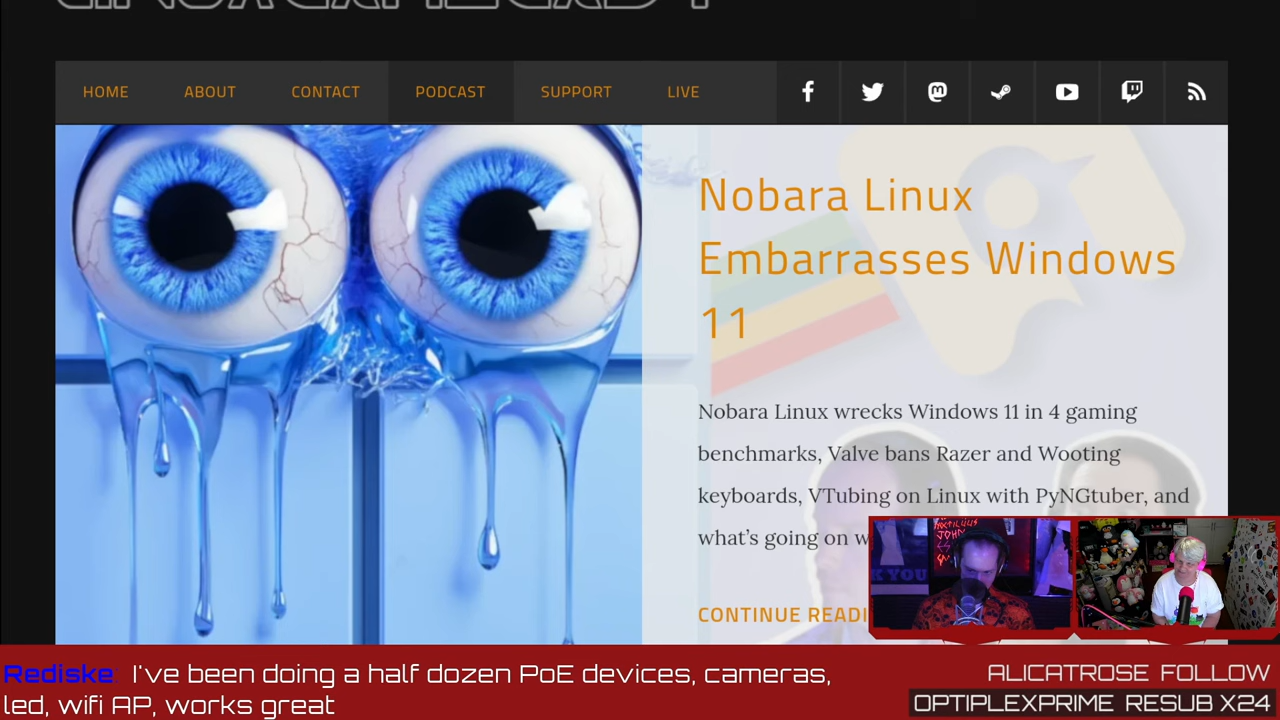 HOME ABOUT CONTACT PODCAST SUPPORT LIVE
Nobara Linux
Embarrasses Windows
11
Nobara Linux wrecks Windows 11 in 4 gaming
benchmarks, Valve bans Razer and Wooting
keyboards, VTubing on Linux with PyNGtuber, and
what's going on w
CONTINUE READI
JOHN
K YOU
Rediske: I've been doing a half dozen PoE devices, cameras,
led, wifi AP, works great
ALICATROSE FOLLOW
OPTIPLEXPRIME RESUB X24